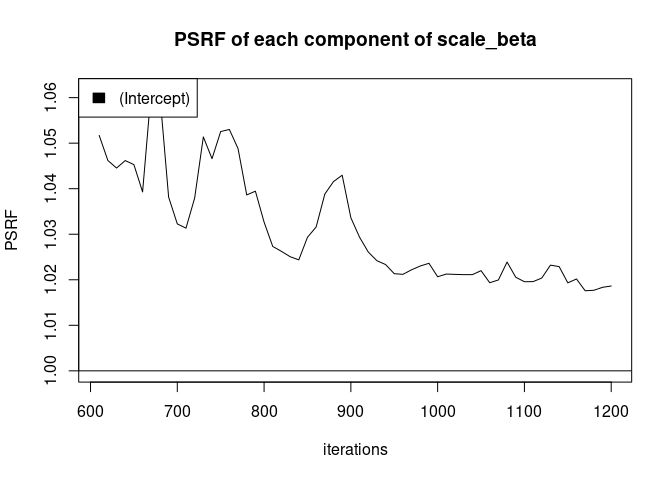 PSRF of each component of scale_beta
(Intercept)
1.06
1.05
1.04
1.03
1.02
1.01
1.00
PSRF
600 700 800 900 1000 1100 1200
iterations